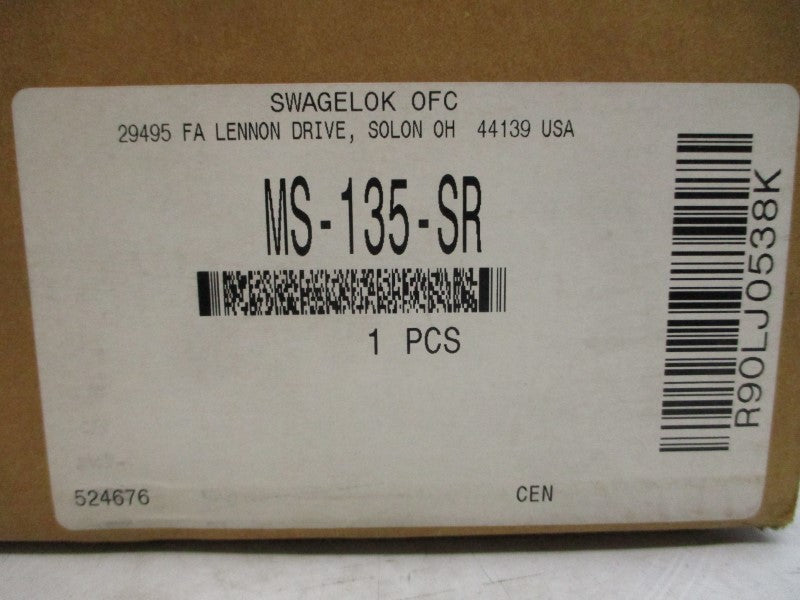 SWAGELOK OFC
29495 FA LENNON DRIVE, SOLON OH 44139 USA
MS-135-SR
1 PCS
R90LJ0538K
524676
CEN